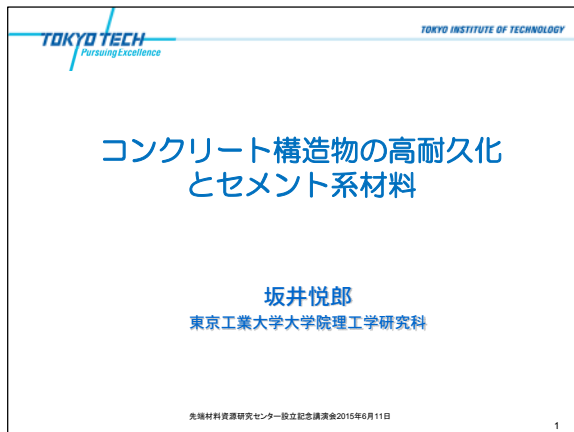 TOKYO TECH
Pursuing Excellence
TOKYO INSTITUTE OF TECHNOLOGY
コンクリート構造物の高耐久化
とセメント系材料
坂井悦郎
東京工業大学大学院理工学研究科
先端材料資源研究センター設立記念講演会2015年6月11日
1